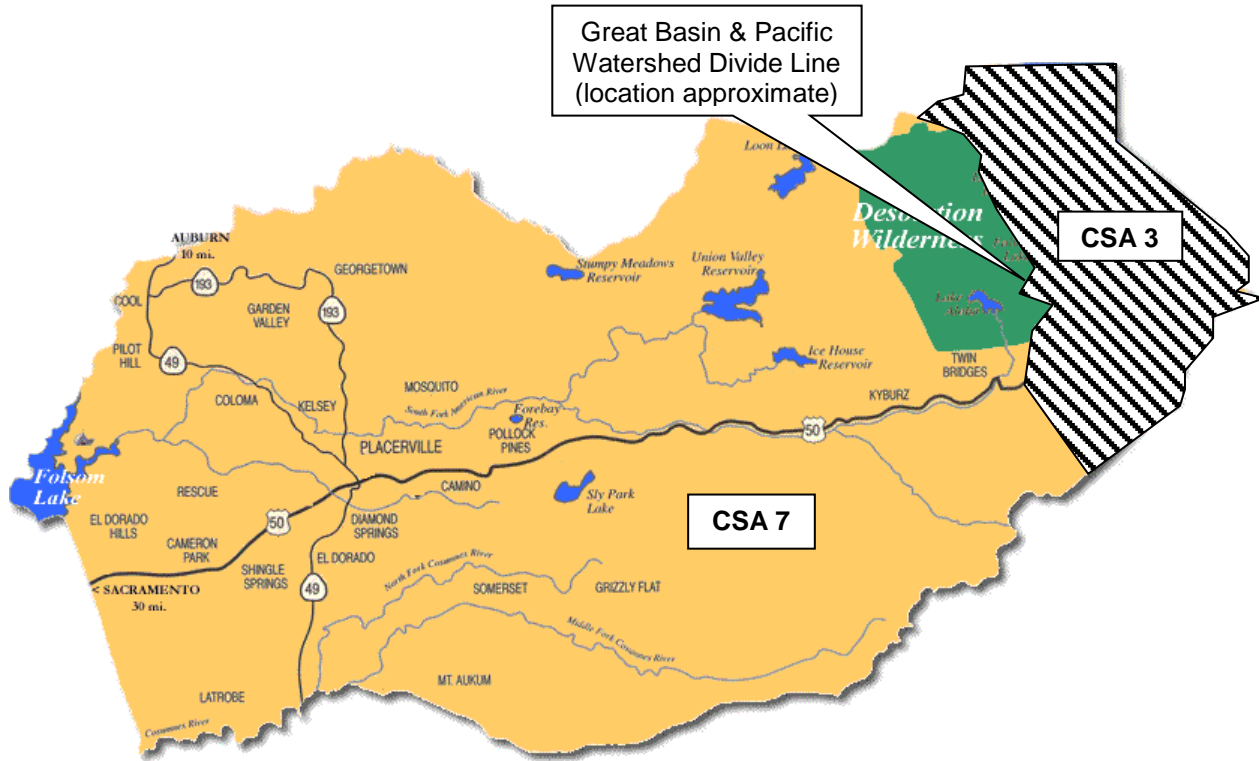 Great Basin & Pacific
Watershed Divide Line
(location approximate)
Loon
Desolation
Wilderness
CSA 3
AUBURN
10 mi.
193
GEORGETOWN
Stumpy Meadows
Reservoir
Union Valley
Reservoir
COOL
GARDEN
VALLEY
193
Lake
PILOT
HILL
49
Ice House
Reservoir
TWIN
BRIDGES
MOSQUITO
KYBURZ
COLOMA
KELSEY
South Fork American River
Forebay
Res.
PLACERVILLE
POLLOCK
PINES
50
Folsom
Lake
RESCUE
CAMINO
Sly Park
Lake
EL DORADO
HILLS
50
DIAMOND
SPRINGS
CSA 7
CAMERON
PARK
SHINGLE
SPRINGS
EL DORADO
49
North Fork Cosumnes River
SOMERSET
GRIZZLY FLAT
< SACRAMENTO
30 mi.
Middle Fork Cosumnes River
MT. AUKUM
LATROBE
Cosumnes River